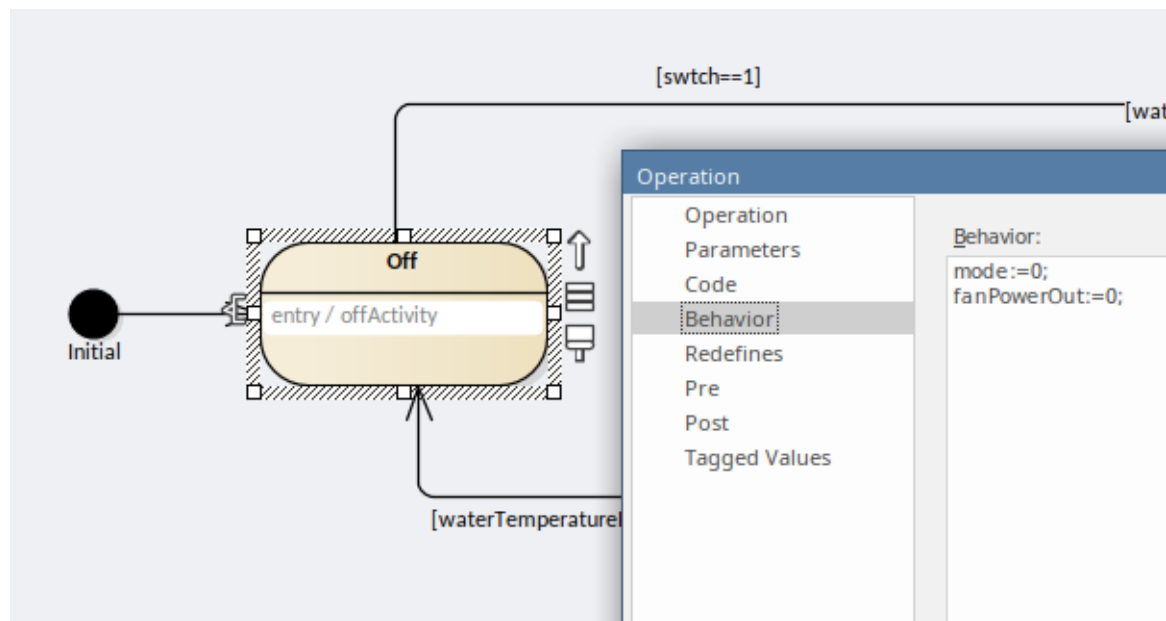 [swtch==1]
[wat
Operation
Operation
Parameters
Code
Behavior
Redefines
Pre
Post
Tagged Values
Behavior:
mode:=0;
fanPowerOut:=0;
Off
entry / offActivity
Initial
[waterTemperature